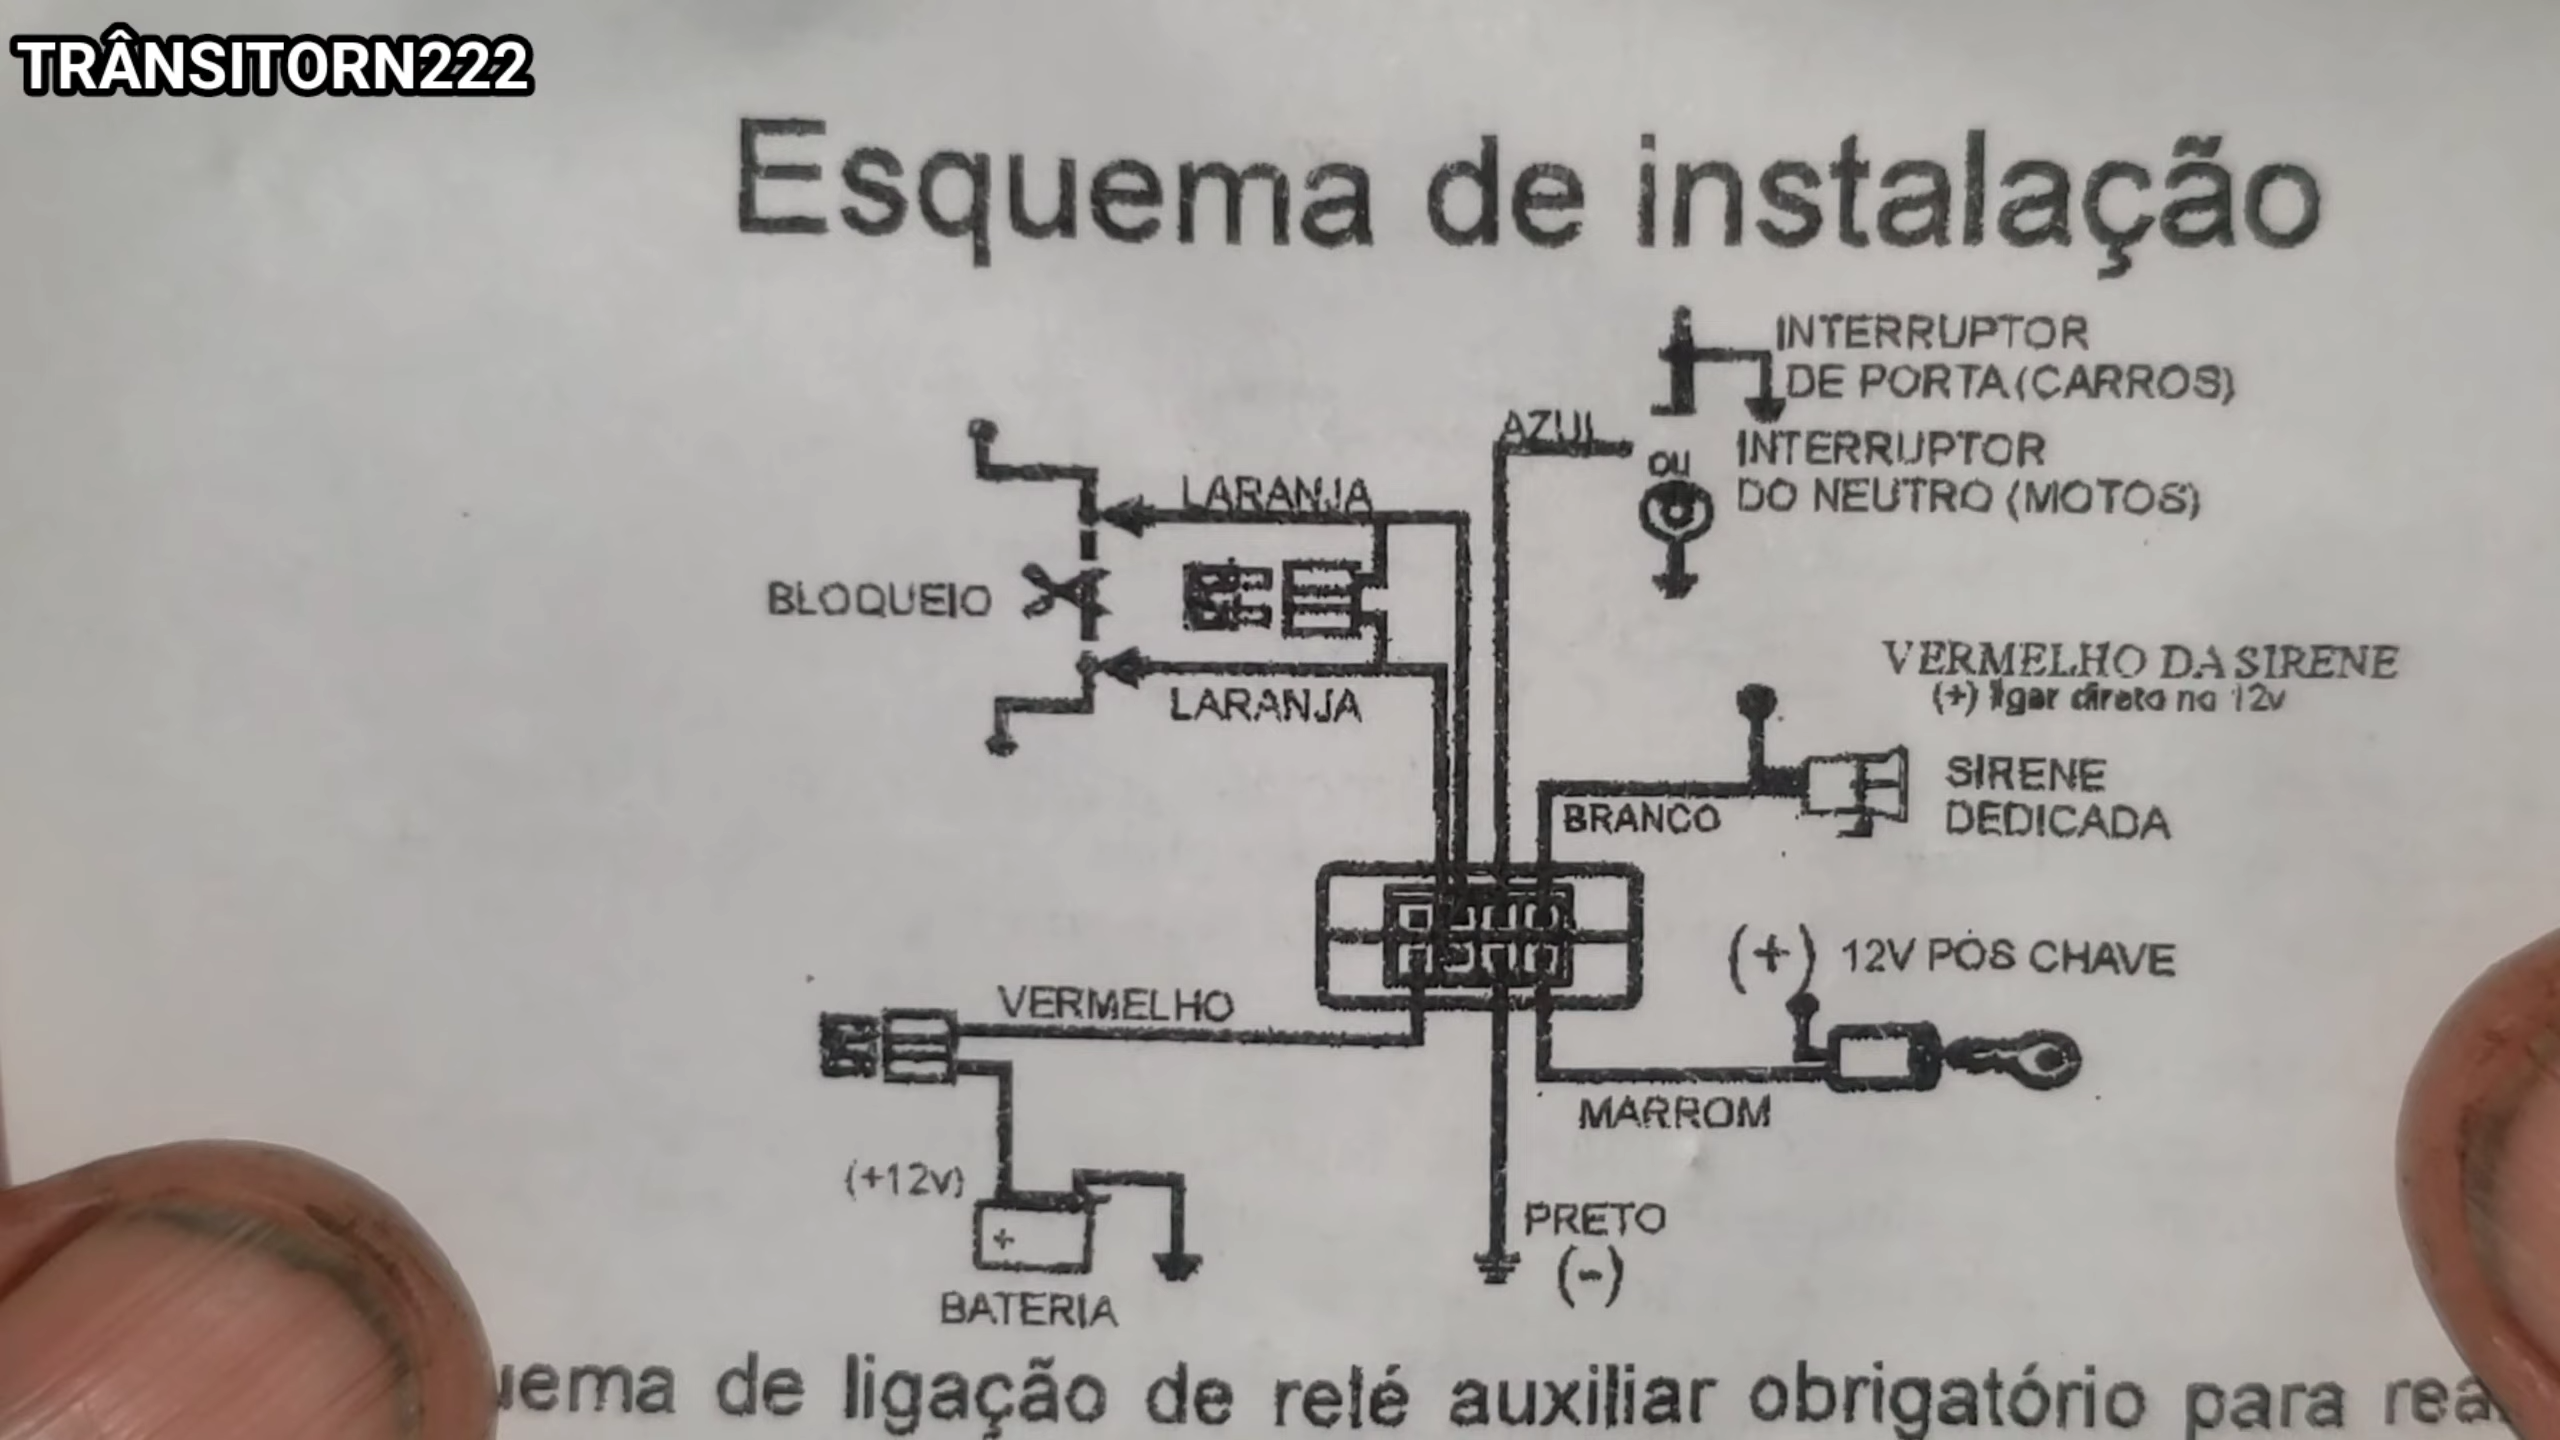 TRÂNSITORN222
Esquema de instalação
INTERRUPTOR
DE PORTA (CARROS)
AZUL
OU
INTERRUPTOR
DO NEUTRO (MOTOS)
LARANJA
BLOQUEIO
LARANJA
VERMELHO DA SIRENE
(+) ligar direto no 12v
SIRENE
DEDICADA
BRANCO
(+) 12V PÓS CHAVE
VERMELHO
MARROM
(+12v)
+
BATERIA
PRETO
(-)
de ligação de relé auxiliar obrigatório para